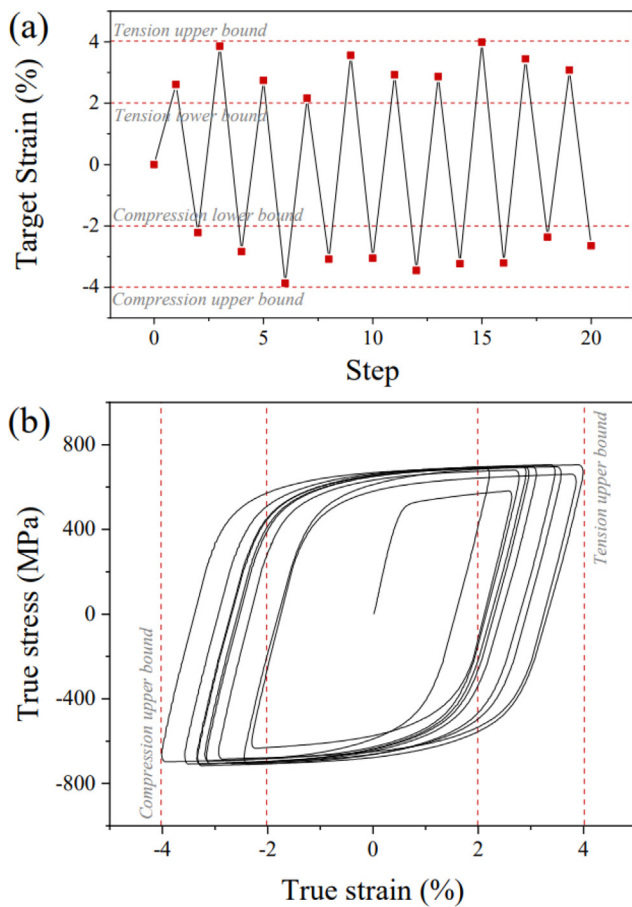 (a)
Tension upper bound
4
2
Tension lower bound
0
Compression lower bound
-2
-4
Compression upper bound
Target Strain (%)
0
5
10
15
20
Step
(b)
800
400
0
-400
-800
True stress (MPa)
Compression upper bound
Tension upper bound
-4
-2
0
2
4
True strain (%)